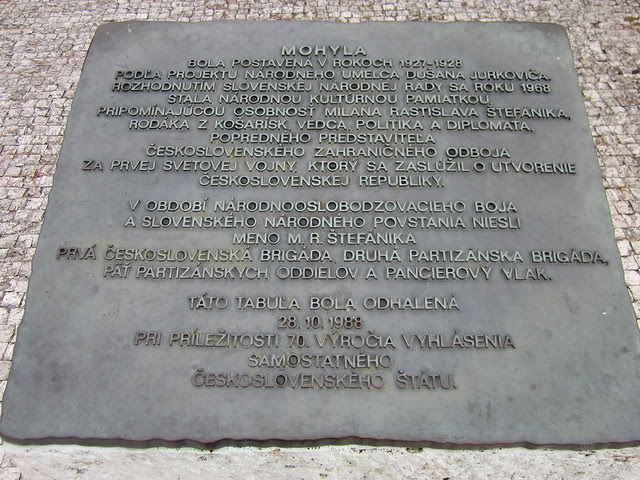 MOHYLA
BOLA POSTAVENÁ V ROKOCH 1927-1928
PODĽA PROJEKTU NÁRODNÉHO UMELCA DUŠANA JURKOVIČA.
ROZHODNUTÍM SLOVENSKEJ NÁRODNEJ RADY SA ROKU 1968
STALA NÁRODNOU KULTÚRNOU PAMIATKOU,
PRIPOMÍNAJÚCOU OSOBNOSŤ MILANA RASTISLAVA ŠTEFÁNIKA,
RODÁKA Z KOŠARÍSK, VEDCA, POLITIKA A DIPLOMATA,
POPREDNÉHO PREDSTAVITEĽA
ČESKOSLOVENSKÉHO ZAHRANIČNÉHO ODBOJA
ZA PRVEJ SVETOVEJ VOJNY, KTORÝ SA ZASLÚŽIL O UTVORENIE
ČESKOSLOVENSKEJ REPUBLIKY.
V OBDOBÍ NÁRODNOOSLOBODZOVACIEHO BOJA
A SLOVENSKÉHO NÁRODNÉHO POVSTANIA NIESLI
MENO M. R. ŠTEFÁNIKA
PRVÁ ČESKOSLOVENSKÁ BRIGÁDA, DRUHÁ PARTIZÁNSKA BRIGÁDA,
PÄŤ PARTIZÁNSKYCH ODDIELOV A PANCIEROVÝ VLAK.
TÁTO TABUĽA BOLA ODHALENÁ
28. 10. 1988
PRI PRÍLEŽITOSTI 70. VÝROČIA VYHLÁSENIA
SAMOSTATNÉHO
ČESKOSLOVENSKÉHO ŠTÁTU.